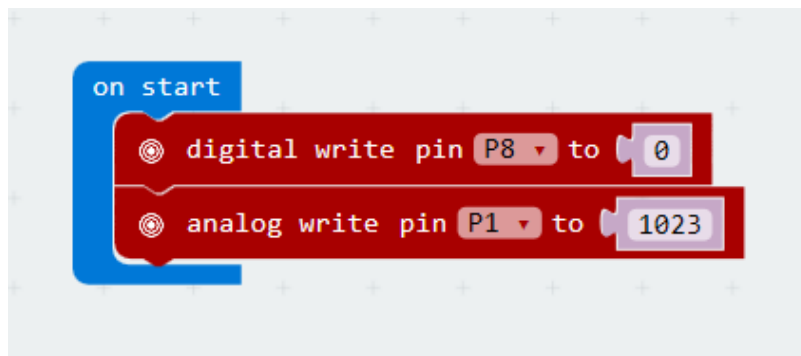 on start
digital write pin P8 to 0
analog write pin P1 to 1023